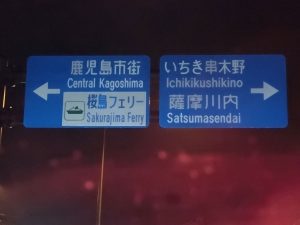 鹿児島市街
Central Kagoshima
桜島フェリー
Sakurajima Ferry
いちき串木野
Ichikikushikino
薩摩川内
Satsumasendai